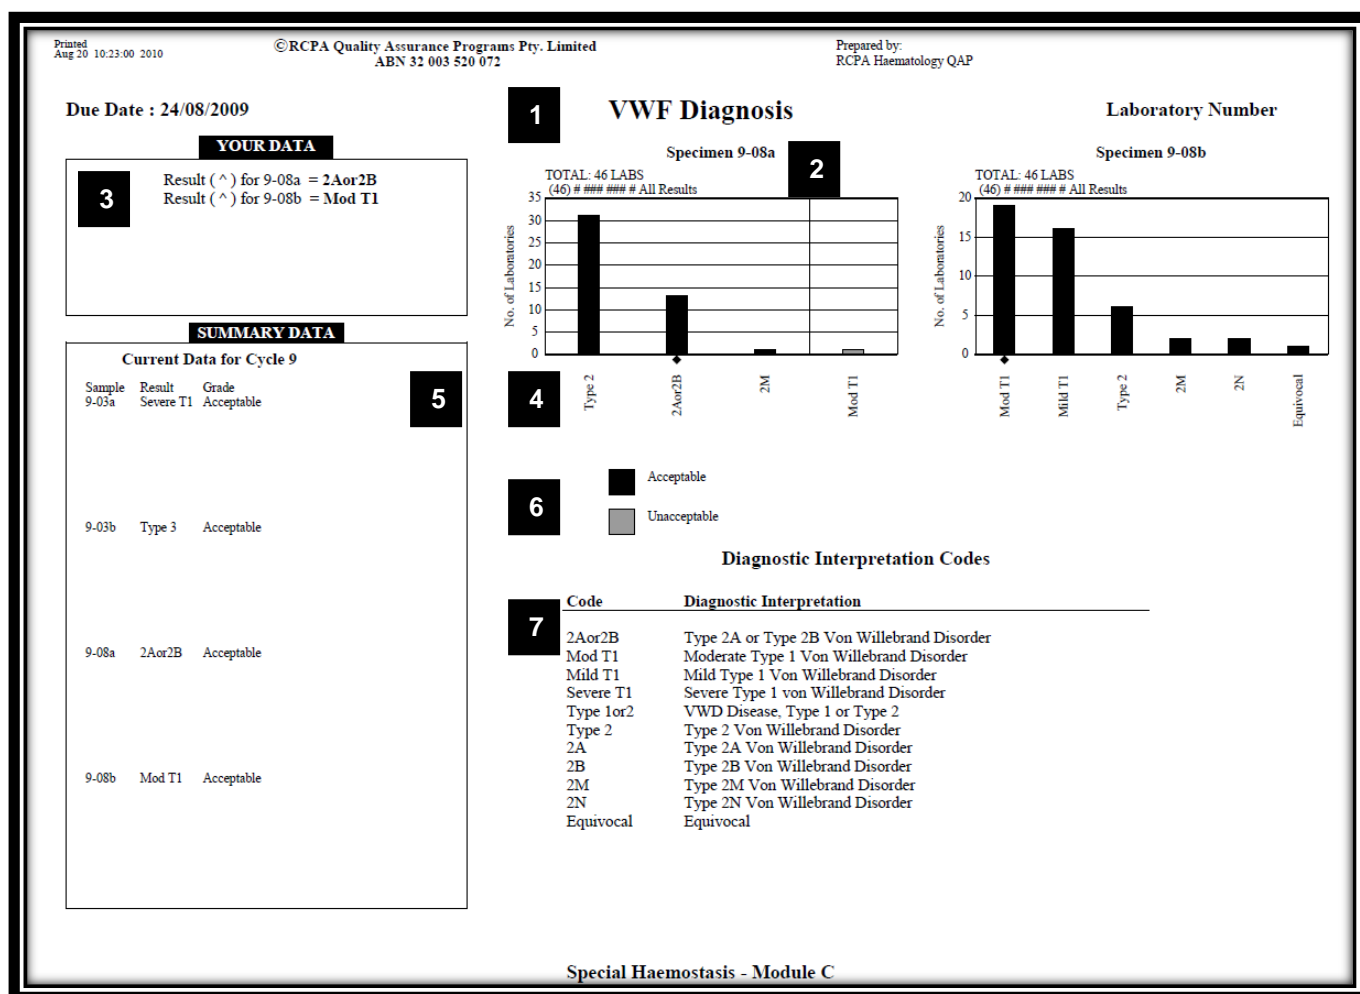 Printed
Aug 20 10:23:00 2010
©RCPA Quality Assurance Programs Pty. Limited
ABN 32 003 520 072
Prepared by:
RCPA Haematology QAP
Due Date : 24/08/2009
1
VWF Diagnosis
Laboratory Number
YOUR DATA
3
Result ( ^ ) for 9-08a = 2Aor2B
Result ( ^ ) for 9-08b = Mod T1
Specimen 9-08a
2
TOTAL: 46 LABS
(46) # ### ### # All Results
No. of Laboratories
35
30
25
20
15
10
5
0
4
Type 2
2Aor2B
2M
Mod T1
Specimen 9-08b
TOTAL: 46 LABS
(46) # ### ### # All Results
No. of Laboratories
20
15
10
5
0
Mod T1
Mild T1
Type 2
2M
2N
Equivocal
SUMMARY DATA
Current Data for Cycle 9
5
Sample Result Grade
9-03a Severe T1 Acceptable
9-03b Type 3 Acceptable
9-08a 2Aor2B Acceptable
9-08b Mod T1 Acceptable
6
Acceptable
Unacceptable
Diagnostic Interpretation Codes
7
Code Diagnostic Interpretation
2Aor2B Type 2A or Type 2B Von Willebrand Disorder
Mod T1 Moderate Type 1 Von Willebrand Disorder
Mild T1 Mild Type 1 Von Willebrand Disorder
Severe T1 Severe Type 1 von Willebrand Disorder
Type 1or2 VWD Disease, Type 1 or Type 2
Type 2 Type 2 Von Willebrand Disorder
2A Type 2A Von Willebrand Disorder
2B Type 2B Von Willebrand Disorder
2M Type 2M Von Willebrand Disorder
2N Type 2N Von Willebrand Disorder
Equivocal Equivocal
Special Haemostasis - Module C